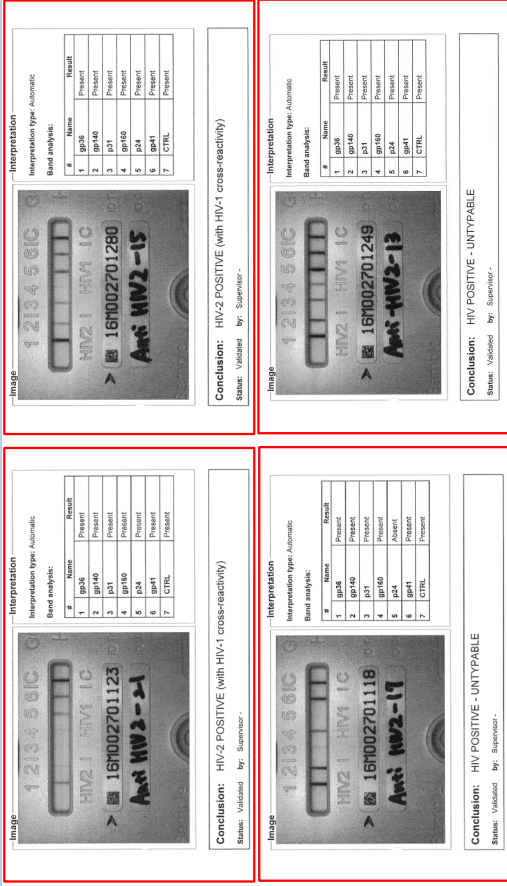 Image
1 2 I 3 4 5 6 I C
HIV2 I HIV1 IC
> 16M002701123
Anti HIV2-21
Interpretation
Interpretation type: Automatic
Band analysis:
# Name Result
1 gp36 Present
2 gp140 Present
3 p31 Present
4 gp160 Present
5 p24 Present
6 gp41 Present
7 CTRL Present
Conclusion: HIV-2 POSITIVE (with HIV-1 cross-reactivity)
Status: Validated by: Supervisor -
Image
1 2 I 3 4 5 6 I C
HIV2 I HIV1 IC
> 16M002701280
Anti HIV2-15
Interpretation
Interpretation type: Automatic
Band analysis:
# Name Result
1 gp36 Present
2 gp140 Present
3 p31 Present
4 gp160 Present
5 p24 Present
6 gp41 Present
7 CTRL Present
Conclusion: HIV-2 POSITIVE (with HIV-1 cross-reactivity)
Status: Validated by: Supervisor -
Image
1 2 I 3 4 5 6 I C
HIV2 I HIV1 IC
> 16M002701118
Anti HIV2-17
Interpretation
Interpretation type: Automatic
Band analysis:
# Name Result
1 gp36 Present
2 gp140 Present
3 p31 Present
4 gp160 Present
5 p24 Absent
6 gp41 Present
7 CTRL Present
Conclusion: HIV POSITIVE - UNTYPABLE
Status: Validated by: Supervisor -
Image
1 2 I 3 4 5 6 I C
HIV2 I HIV1 IC
> 16M002701249
Anti-HIV2-13
Interpretation
Interpretation type: Automatic
Band analysis:
# Name Result
1 gp36 Present
2 gp140 Present
3 p31 Present
4 gp160 Present
5 p24 Present
6 gp41 Present
7 CTRL Present
Conclusion: HIV POSITIVE - UNTYPABLE
Status: Validated by: Supervisor -